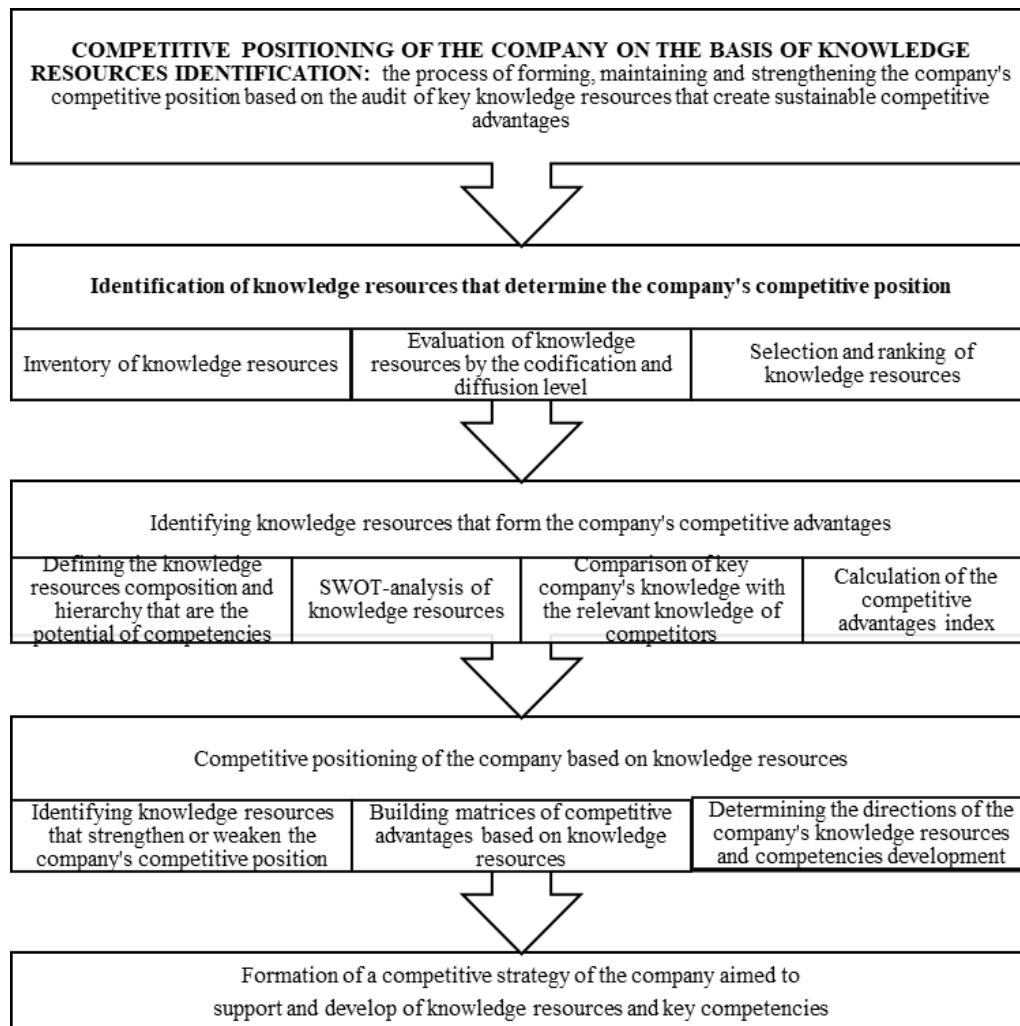 COMPETITIVE POSITIONING OF THE COMPANY ON THE BASIS OF KNOWLEDGE
RESOURCES IDENTIFICATION: the process of forming, maintaining and strengthening the company's
competitive position based on the audit of key knowledge resources that create sustainable competitive
advantages
Identification of knowledge resources that determine the company's competitive position
Inventory of knowledge resources
Evaluation of knowledge
resources by the codification and
diffusion level
Selection and ranking of
knowledge resources
Identifying knowledge resources that form the company's competitive advantages
Defining the knowledge
resources composition and
hierarchy that are the
potential of competencies
SWOT-analysis of
knowledge resources
Comparison of key
company's knowledge with
the relevant knowledge of
competitors
Calculation of the
competitive
advantages index
Competitive positioning of the company based on knowledge resources
Identifying knowledge resources
that strengthen or weaken the
company's competitive position
Building matrices of competitive
advantages based on knowledge
resources
Determining the directions of the
company's knowledge resources
and competencies development
Formation of a competitive strategy of the company aimed to
support and develop of knowledge resources and key competencies